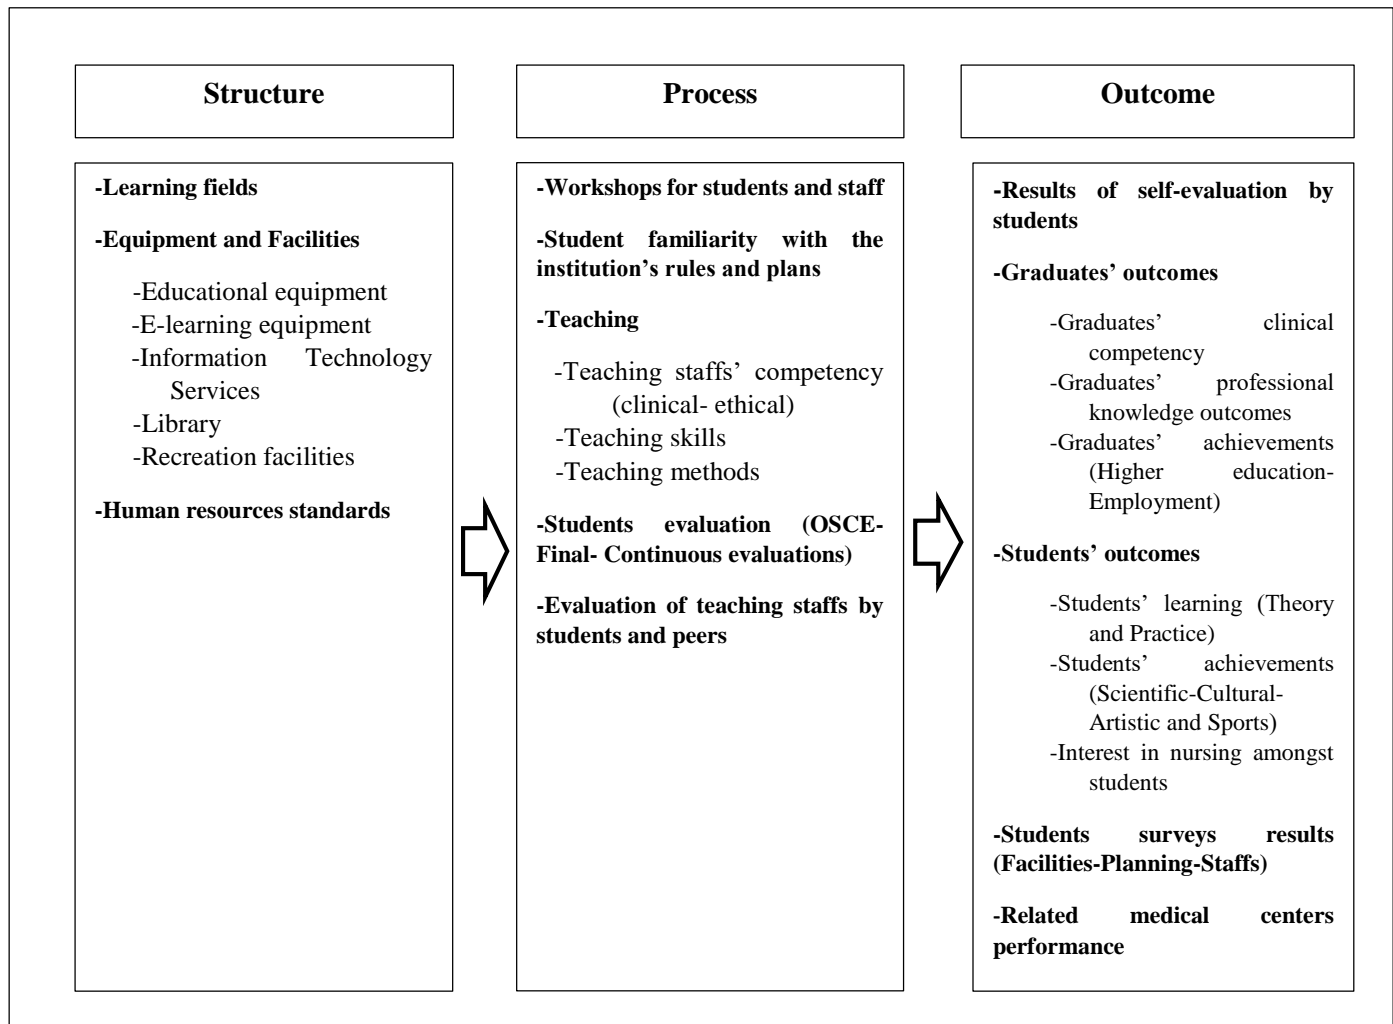 Structure
-Learning fields
-Equipment and Facilities
-Educational equipment
-E-learning equipment
-Information Technology
Services
-Library
-Recreation facilities
-Human resources standards
Process
-Workshops for students and staff
-Student familiarity with the
institution’s rules and plans
-Teaching
-Teaching staffs’ competency
(clinical- ethical)
-Teaching skills
-Teaching methods
-Students evaluation (OSCE-
Final- Continuous evaluations)
-Evaluation of teaching staffs by
students and peers
Outcome
-Results of self-evaluation by
students
-Graduates’ outcomes
-Graduates’ clinical
competency
-Graduates’ professional
knowledge outcomes
-Graduates’ achievements
(Higher education-
Employment)
-Students’ outcomes
-Students’ learning (Theory
and Practice)
-Students’ achievements
(Scientific-Cultural-
Artistic and Sports)
-Interest in nursing amongst
students
-Students surveys results
(Facilities-Planning-Staffs)
-Related medical centers
performance